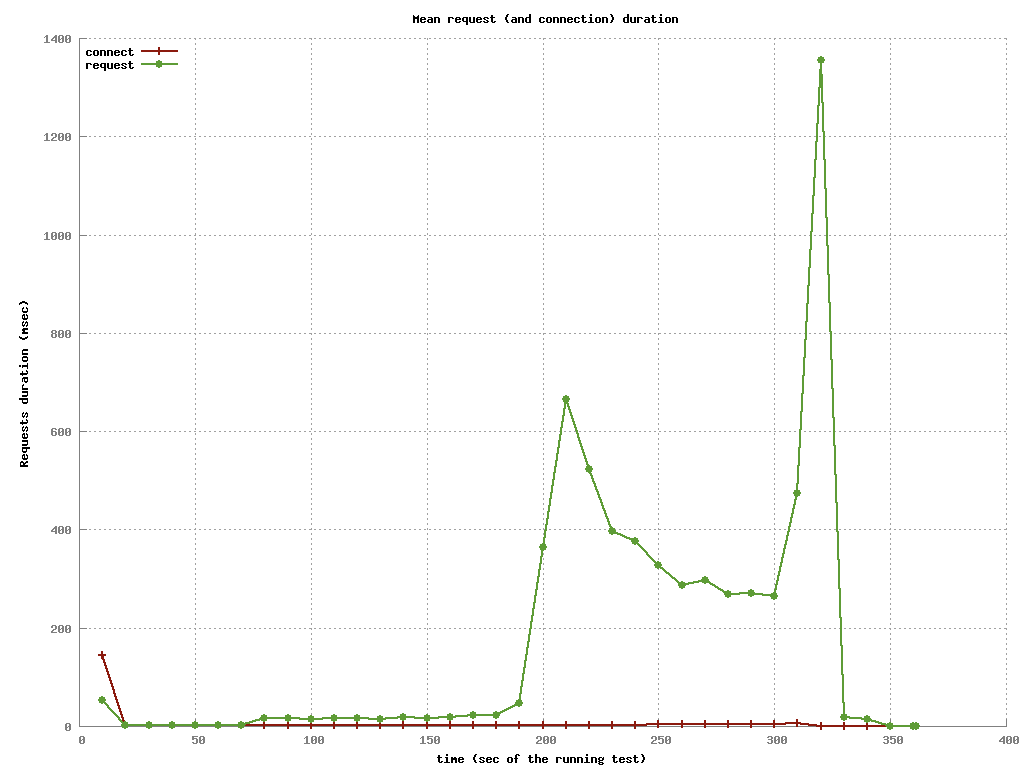 Mean request (and connection) duration
connect
request
1400
1200
1000
800
600
400
200
0
Requests duration (msec)
0 50 100 150 200 250 300 350 400
time (sec of the running test)